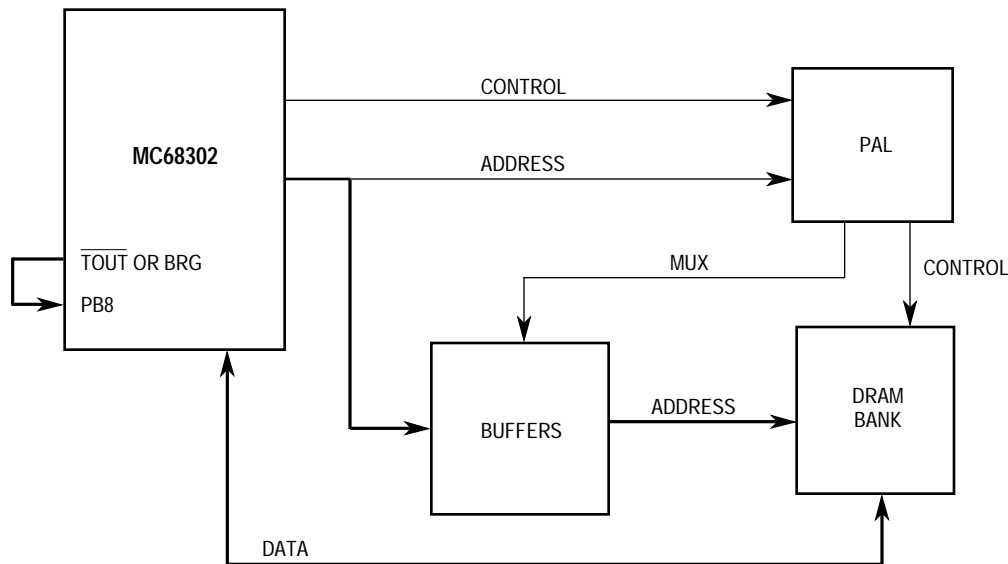 CONTROL
PAL
MC68302
ADDRESS
TOUT OR BRG
MUX
CONTROL
PB8
DRAM
BANK
ADDRESS
BUFFERS
DATA